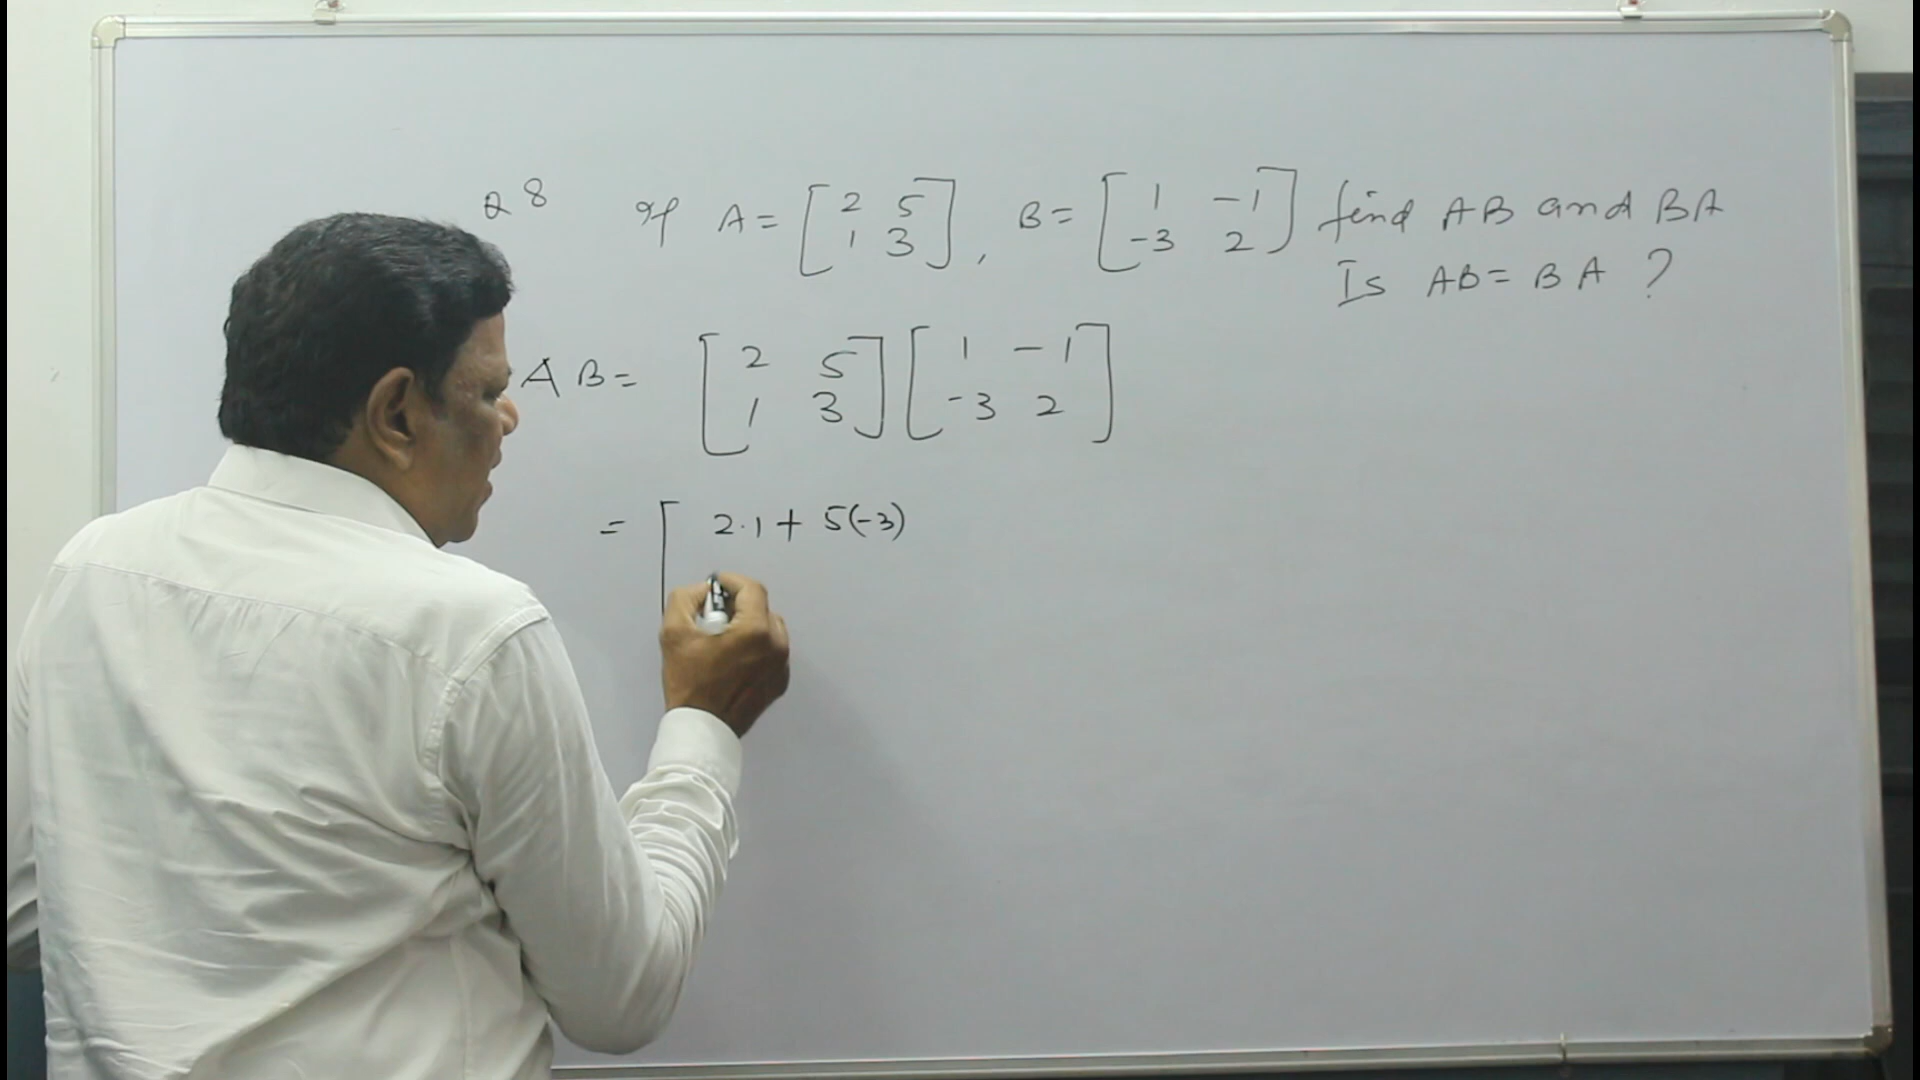 Q 8 If A = [ 2 5 1 3 ], B = [ 1 -1 -3 2 ] find AB and BA
Is AB = BA ?
AB = [ 2 5 1 3 ] [ 1 -1 -3 2 ]
= [ 2·1 + 5(-3)